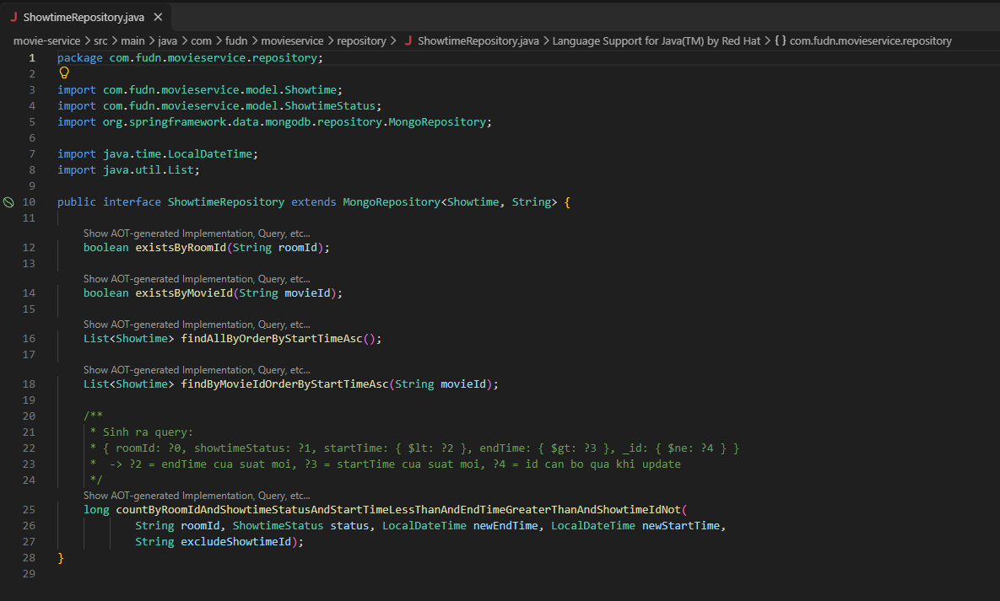 J ShowtimeRepository.java ×
movie-service > src > main > java > com > fudn > movieservice > repository > J ShowtimeRepository.java > Language Support for Java(TM) by Red Hat > { } com.fudn.movieservice.repository
1 package com.fudn.movieservice.repository;
2
3 import com.fudn.movieservice.model.Showtime;
4 import com.fudn.movieservice.model.ShowtimeStatus;
5 import org.springframework.data.mongodb.repository.MongoRepository;
6
7 import java.time.LocalDateTime;
8 import java.util.List;
9
10 public interface ShowtimeRepository extends MongoRepository<Showtime, String> {
11
Show AOT-generated Implementation, Query, etc...
12 boolean existsByRoomId(String roomId);
13
Show AOT-generated Implementation, Query, etc...
14 boolean existsByMovieId(String movieId);
15
Show AOT-generated Implementation, Query, etc...
16 List<Showtime> findAllByOrderByStartTimeAsc();
17
Show AOT-generated Implementation, Query, etc...
18 List<Showtime> findByMovieIdOrderByStartTimeAsc(String movieId);
19
20 /**
21 * Sinh ra query:
22 * { roomId: ?0, showtimeStatus: ?1, startTime: { $lt: ?2 }, endTime: { $gt: ?3 }, _id: { $ne: ?4 } }
23 *  -> ?2 = endTime cua suat moi, ?3 = startTime cua suat moi, ?4 = id can bo qua khi update
24 */
Show AOT-generated Implementation, Query, etc...
25 long countByRoomIdAndShowtimeStatusAndStartTimeLessThanAndEndTimeGreaterThanAndShowtimeIdNot(
26 String roomId, ShowtimeStatus status, LocalDateTime newEndTime, LocalDateTime newStartTime,
27 String excludeShowtimeId);
28 }
29